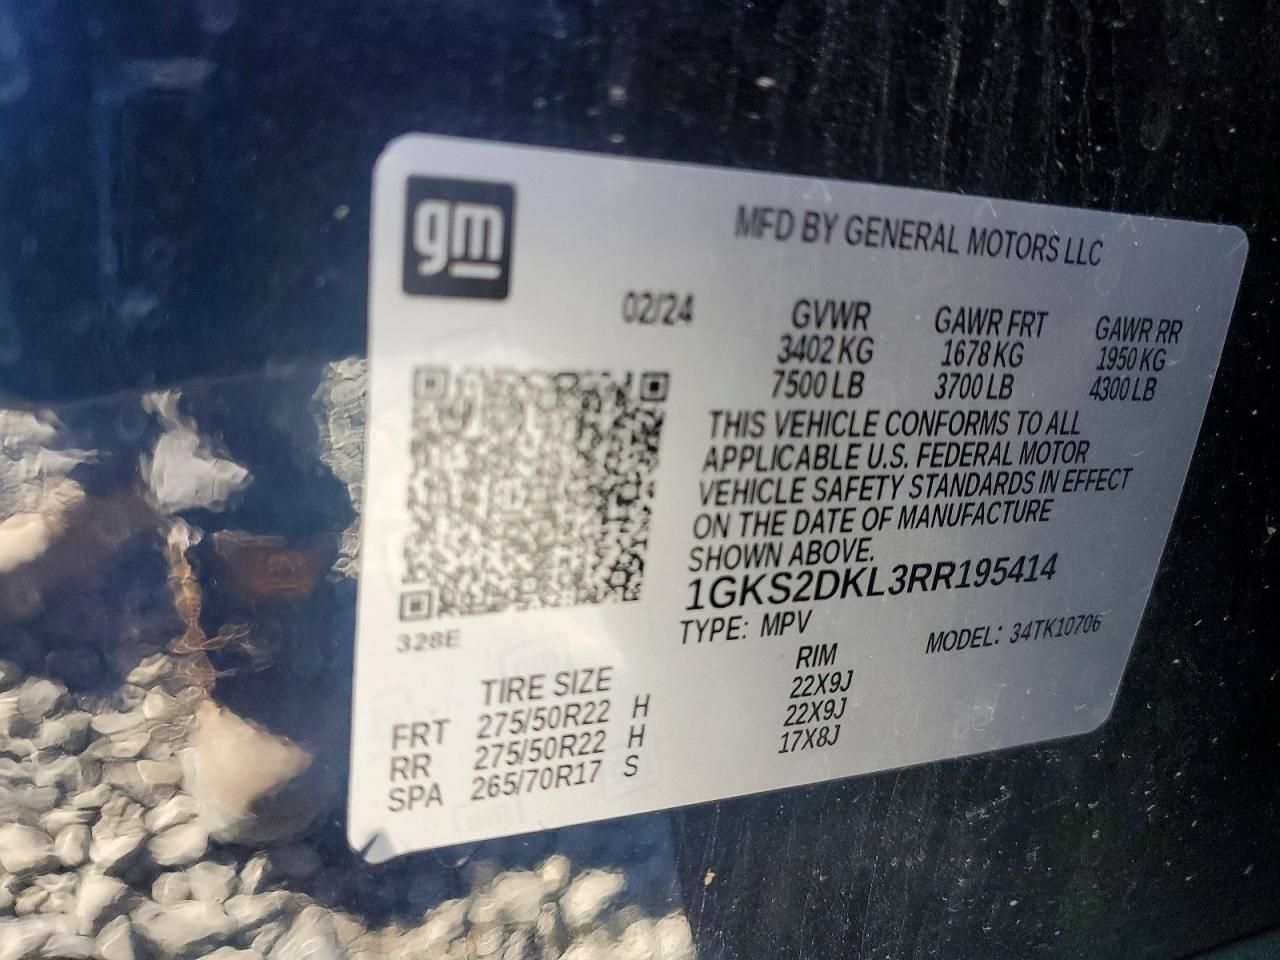 gm
MFD BY GENERAL MOTORS LLC
02/24
GVWR GAWR FRT GAWR RR
3402 KG 1678 KG 1950 KG
7500 LB 3700 LB 4300 LB
THIS VEHICLE CONFORMS TO ALL
APPLICABLE U.S. FEDERAL MOTOR
VEHICLE SAFETY STANDARDS IN EFFECT
ON THE DATE OF MANUFACTURE
SHOWN ABOVE.
1GKS2DKL3RR195414
TYPE: MPV MODEL: 34TK10706
328E
TIRE SIZE RIM
FRT 275/50R22 H 22X9J
RR 275/50R22 H 22X9J
SPA 265/70R17 S 17X8J